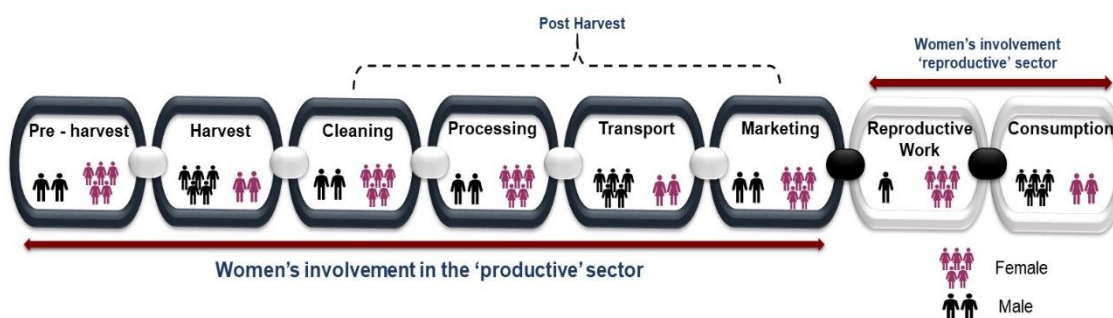 Post Harvest
Women's involvement
'reproductive' sector
Pre - harvest
Harvest
Cleaning
Processing
Transport
Marketing
Reproductive
Work
Consumption
Women's involvement in the 'productive' sector
Female
Male